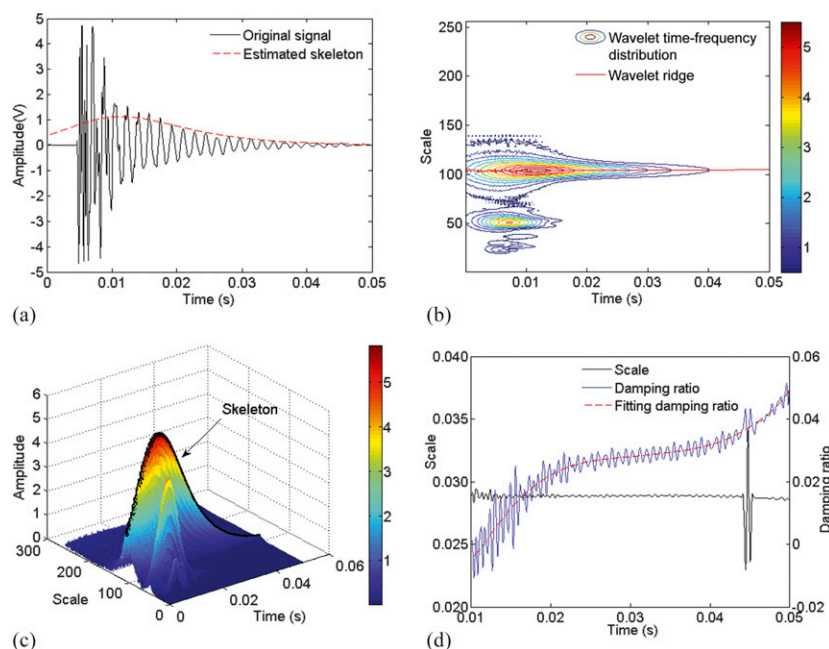 5
4
3
2
1
0
-1
-2
-3
-4
-5
Amplitude(V)
Original signal
Estimated skeleton
0
0.01
0.02
0.03
0.04
0.05
Time (s)
(a)
250
200
150
100
50
Scale
Wavelet time-frequency
distribution
Wavelet ridge
0.01
0.02
0.03
0.04
0.05
Time (s)
5
4
3
2
1
(b)
6
5
4
3
2
1
0
Amplitude
Skeleton
300
200
100
0
Scale
0
0.02
0.04
0.06
Time (s)
5
4
3
2
1
(c)
0.040
0.036
0.033
0.029
0.025
0.020
Scale
Scale
Damping ratio
Fitting damping ratio
0.06
0.04
0.02
0
-0.02
Damping ratio
0.01
0.02
0.03
0.04
0.05
Time (s)
(d)